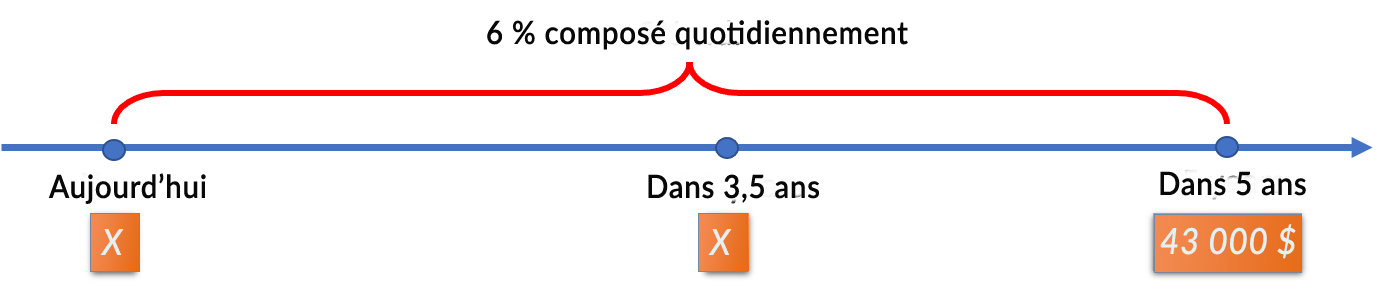 6 % composé quotidiennement
Aujourd’hui Dans 3,5 ans Dans 5 ans
X X 43 000 $